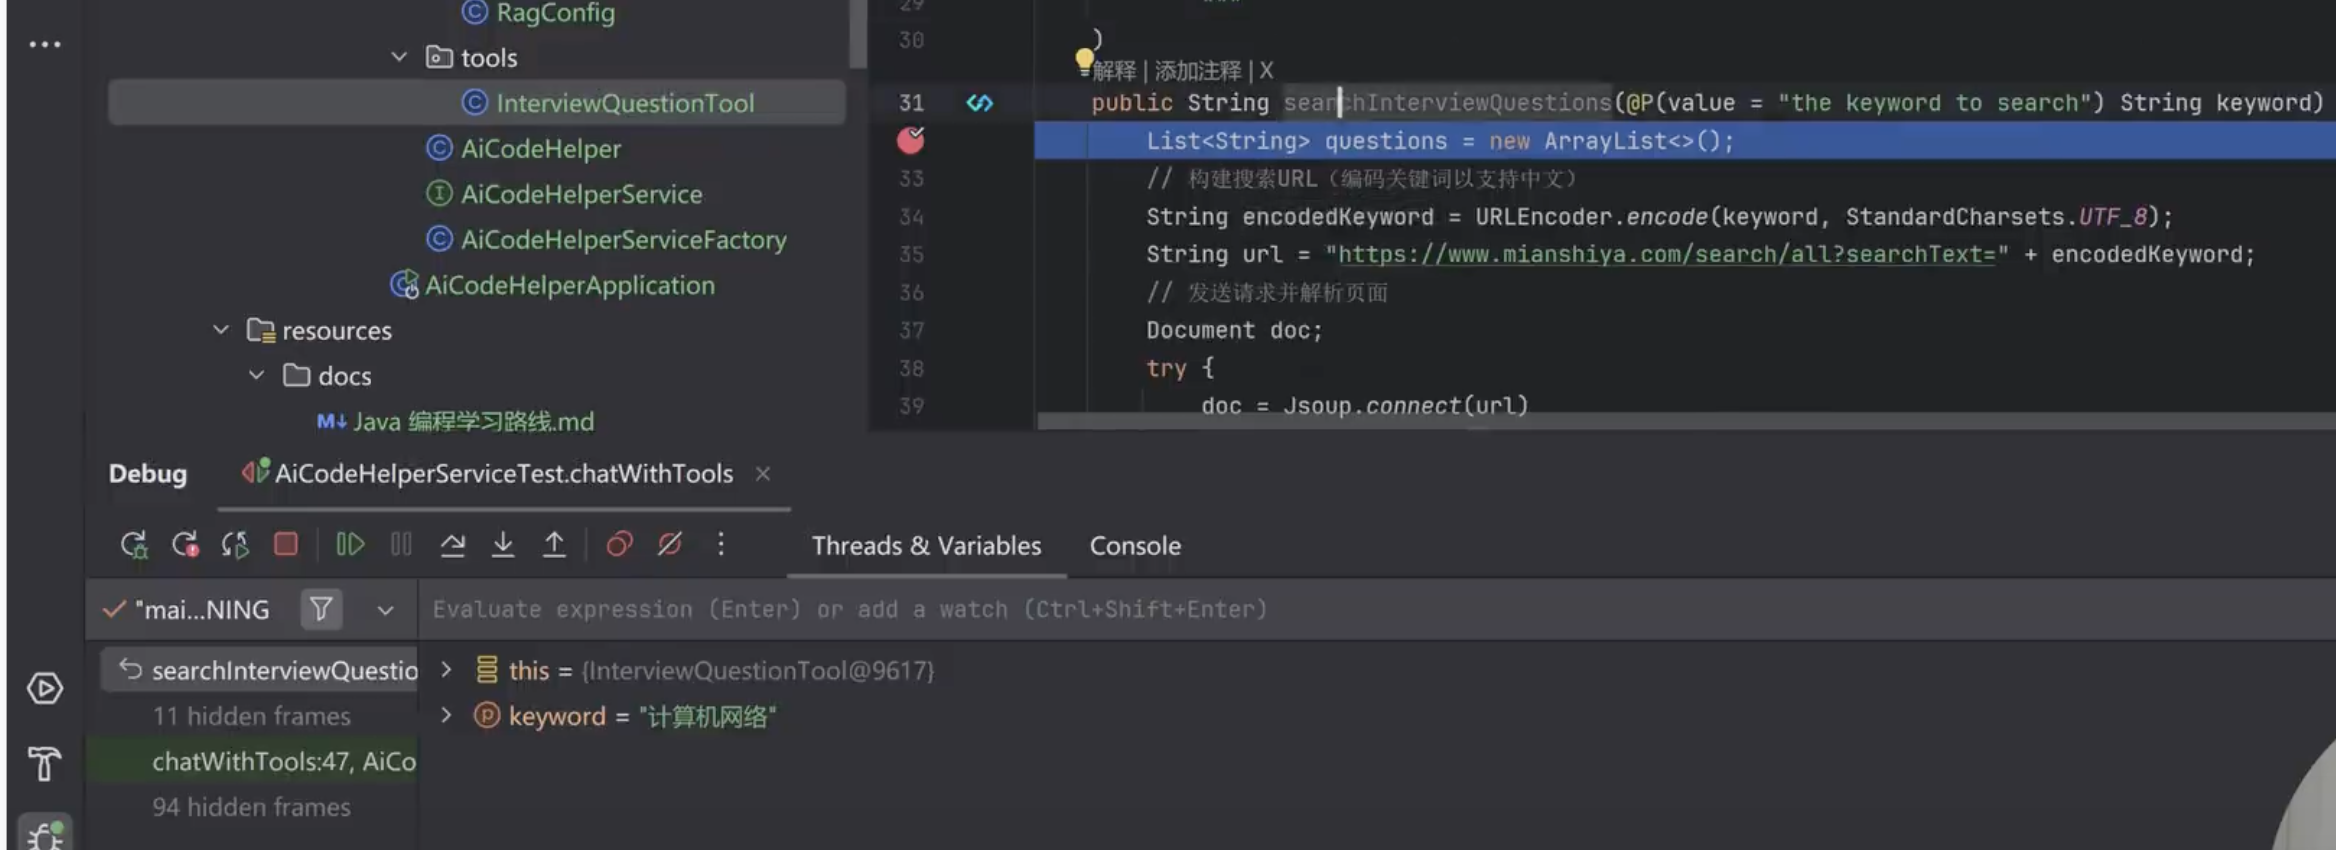 RagConfig
tools
InterviewQuestionTool
AiCodeHelper
AiCodeHelperService
AiCodeHelperServiceFactory
AiCodeHelperApplication
resources
docs
M↓ Java 编程学习路线.md
29
30 )
解释 | 添加注释 | X
31 public String searchInterviewQuestions(@P(value = "the keyword to search") String keyword)
List<String> questions = new ArrayList<>();
33 // 构建搜索URL（编码关键词以支持中文）
34 String encodedKeyword = URLEncoder.encode(keyword, StandardCharsets.UTF_8);
35 String url = "https://www.mianshiya.com/search/all?searchText=" + encodedKeyword;
36 // 发送请求并解析页面
37 Document doc;
38 try {
39 doc = Jsoup.connect(url)
Debug AiCodeHelperServiceTest.chatWithTools ×
Threads & Variables Console
"mai...NING Evaluate expression (Enter) or add a watch (Ctrl+Shift+Enter)
searchInterviewQuestio
11 hidden frames
chatWithTools:47, AiCo
94 hidden frames
this = {InterviewQuestionTool@9617}
keyword = "计算机网络"